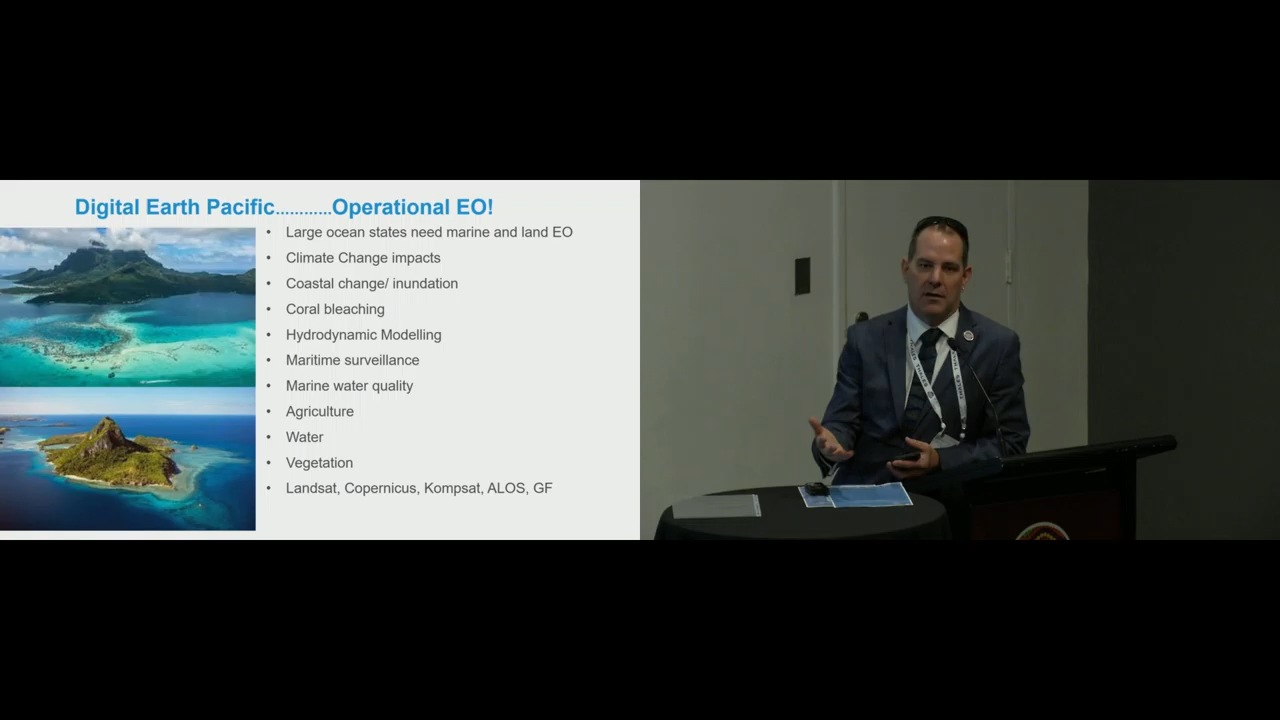 Digital Earth Pacific............Operational EO!
• Large ocean states need marine and land EO
• Climate Change impacts
• Coastal change/ inundation
• Coral bleaching
• Hydrodynamic Modelling
• Maritime surveillance
• Marine water quality
• Agriculture
• Water
• Vegetation
• Landsat, Copernicus, Kompsat, ALOS, GF